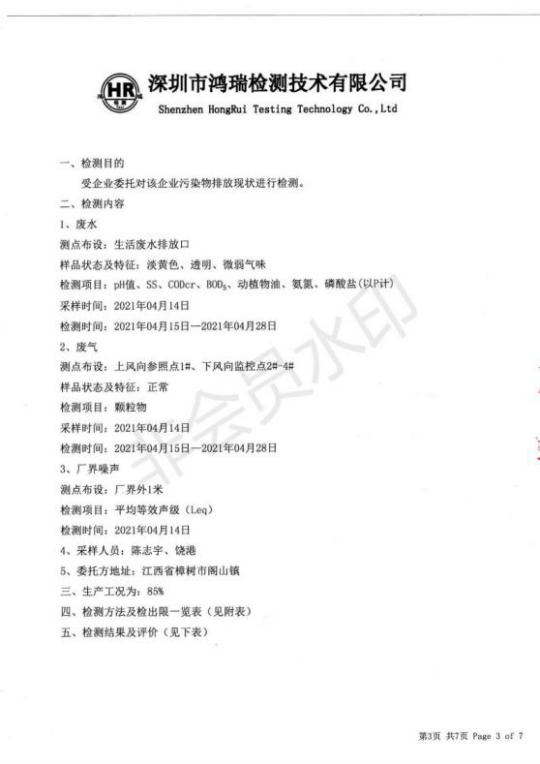 HR
检测
深圳市鸿瑞检测技术有限公司
Shenzhen HongRui Testing Technology Co.,Ltd
一、检测目的
受企业委托对该企业污染物排放现状进行检测。
二、检测内容
1、废水
测点布设：生活废水排放口
样品状态及特征：淡黄色、透明、微弱气味
检测项目：pH值、SS、CODcr、BOD₅、动植物油、氨氮、磷酸盐(以P计)
采样时间：2021年04月14日
检测时间：2021年04月15日—2021年04月28日
2、废气
测点布设：上风向参照点1#、下风向监控点2#-4#
样品状态及特征：正常
检测项目：颗粒物
采样时间：2021年04月14日
检测时间：2021年04月15日—2021年04月28日
3、厂界噪声
测点布设：厂界外1米
检测项目：平均等效声级（Leq）
检测时间：2021年04月14日
4、采样人员：陈志宇、饶港
5、委托方地址：江西省樟树市阁山镇
三、生产工况为：85%
四、检测方法及检出限一览表（见附表）
五、检测结果及评价（见下表）
非会员水印
第3页 共7页 Page 3 of 7